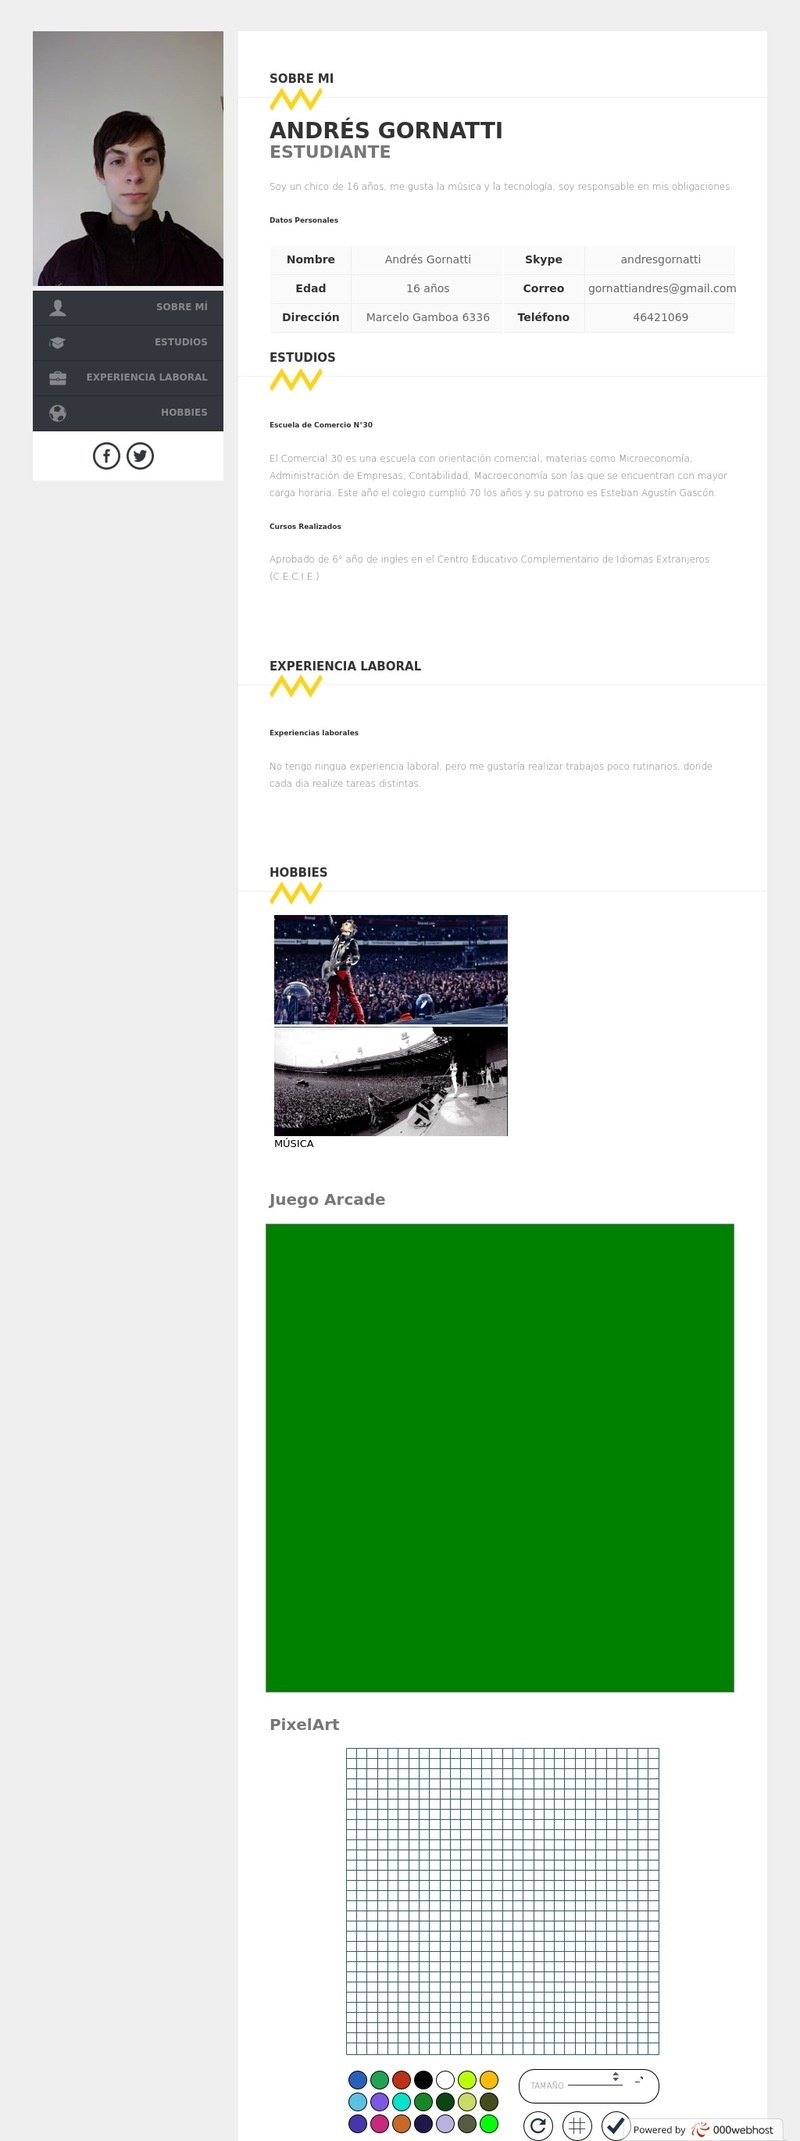 SOBRE MÍ
ESTUDIOS
EXPERIENCIA LABORAL
HOBBIES
SOBRE MI
ANDRÉS GORNATTI
ESTUDIANTE
Soy un chico de 16 años, me gusta la música y la tecnología, soy responsable en mis obligaciones.
Datos Personales
Nombre Andrés Gornatti Skype andresgornatti
Edad 16 años Correo gornattiandres@gmail.com
Dirección Marcelo Gamboa 6336 Teléfono 46421069
ESTUDIOS
Escuela de Comercio N°30
El Comercial 30 es una escuela con orientación comercial, materias como Microeconomía,
Administración de Empresas, Contabilidad, Macroeconomía son las que se encuentran con mayor
carga horaria. Este año el colegio cumplió 70 los años y su patrono es Esteban Agustín Gascón.
Cursos Realizados
Aprobado de 6° año de ingles en el Centro Educativo Complementario de Idiomas Extranjeros
(C.E.C.I.E.)
EXPERIENCIA LABORAL
Experiencias laborales
No tengo ningua experiencia laboral, pero me gustaría realizar trabajos poco rutinarios, donde
cada dia realize tareas distintas.
HOBBIES
MÚSICA
Juego Arcade
PixelArt
TAMAÑO
Powered by 000webhost